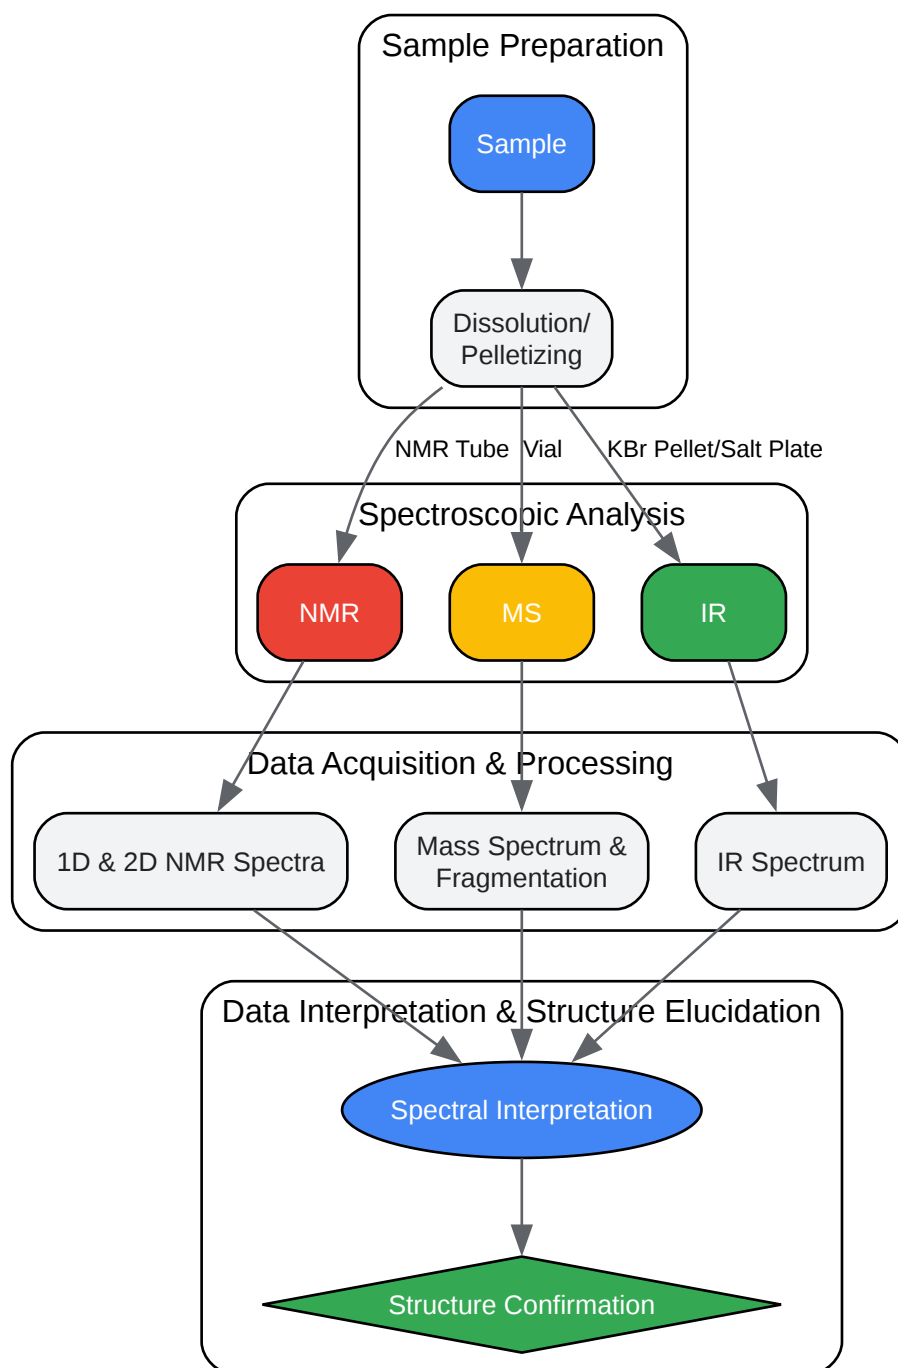 Sample Preparation
Sample
Dissolution/
Pelletizing
NMR Tube
Vial
KBr Pellet/Salt Plate
Spectroscopic Analysis
NMR
MS
IR
Data Acquisition & Processing
1D & 2D NMR Spectra
Mass Spectrum &
Fragmentation
IR Spectrum
Data Interpretation & Structure Elucidation
Spectral Interpretation
Structure Confirmation